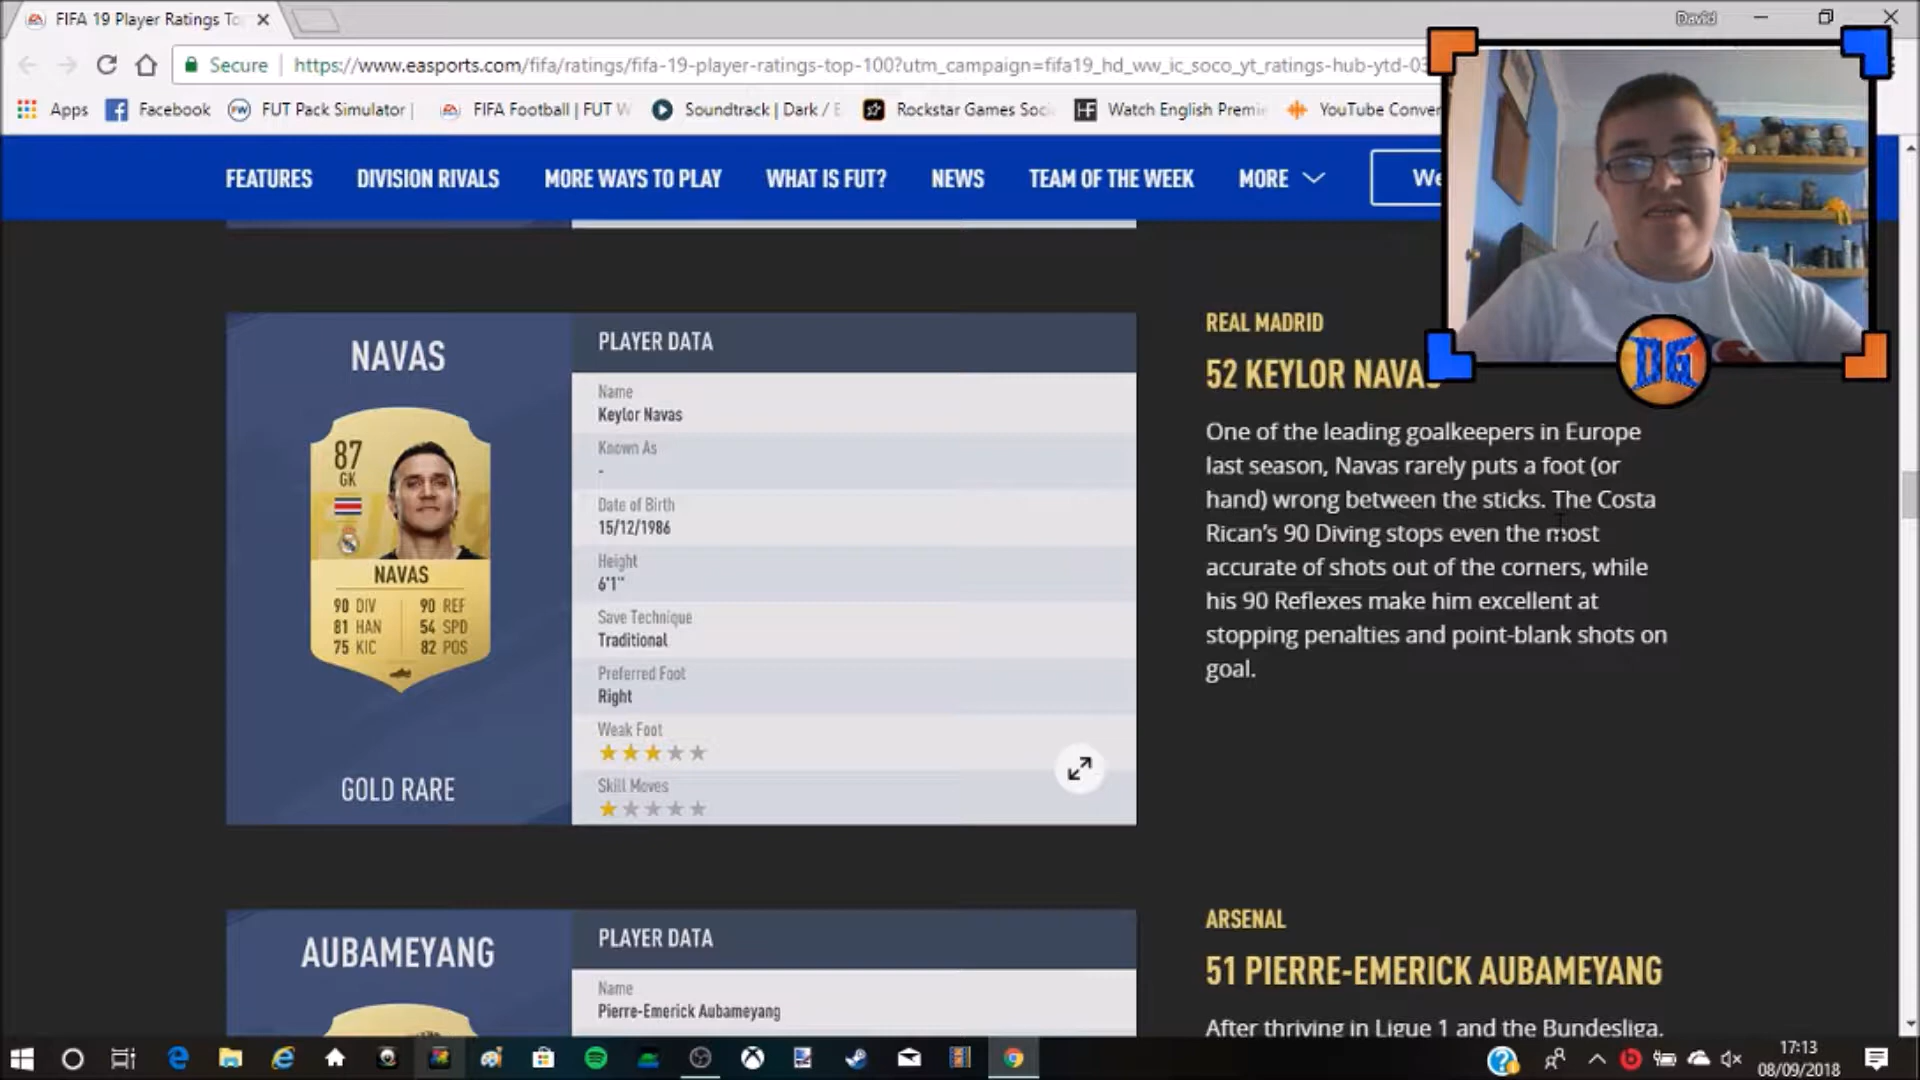 FIFA 19 Player Ratings To
David
Secure
https://www.easports.com/fifa/ratings/fifa-19-player-ratings-top-100?utm_campaign=fifa19_hd_ww_ic_soco_yt_ratings-hub-ytd-03
Apps
Facebook
FUT Pack Simulator |
FIFA Football | FUT W
Soundtrack | Dark / E
Rockstar Games Soci
Watch English Premie
YouTube Conver
FEATURES
DIVISION RIVALS
MORE WAYS TO PLAY
WHAT IS FUT?
NEWS
TEAM OF THE WEEK
MORE
We
DG
NAVAS
87
GK
NAVAS
90 DIV 90 REF
81 HAN 54 SPD
75 KIC 82 POS
GOLD RARE
PLAYER DATA
Name
Keylor Navas
Known As
-
Date of Birth
15/12/1986
Height
6'1"
Save Technique
Traditional
Preferred Foot
Right
Weak Foot
Skill Moves
REAL MADRID
52 KEYLOR NAVAS
One of the leading goalkeepers in Europe
last season, Navas rarely puts a foot (or
hand) wrong between the sticks. The Costa
Rican's 90 Diving stops even the most
accurate of shots out of the corners, while
his 90 Reflexes make him excellent at
stopping penalties and point-blank shots on
goal.
AUBAMEYANG
PLAYER DATA
Name
Pierre-Emerick Aubameyang
ARSENAL
51 PIERRE-EMERICK AUBAMEYANG
After thriving in Ligue 1 and the Bundesliga,
17:13
08/09/2018